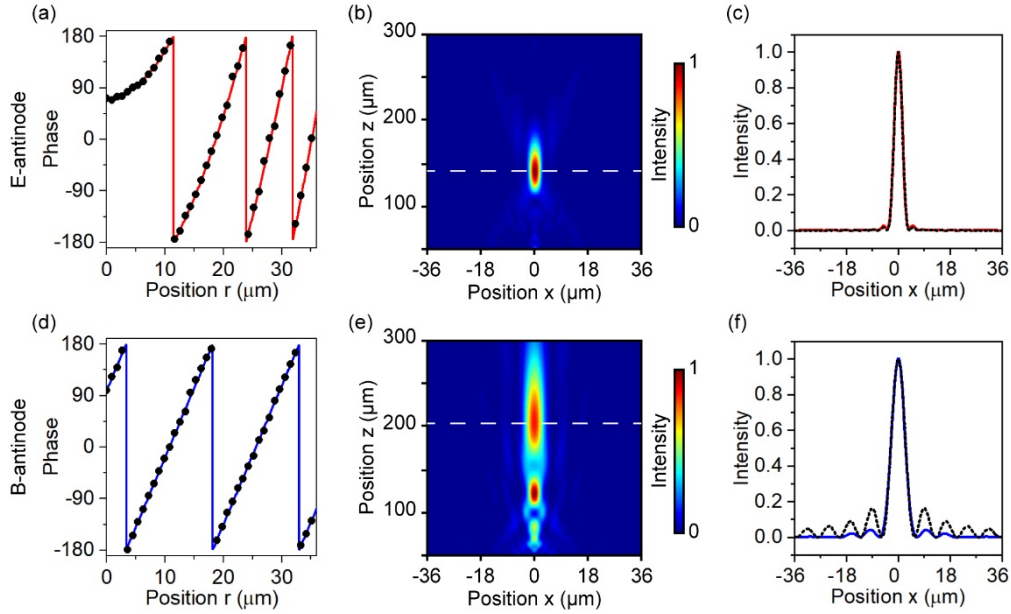 (a)
180
90
0
-90
-180
E-antinode
Phase
0 10 20 30
Position r (μm)
(b)
300
200
100
Position z (μm)
-36 -18 0 18 36
Position x (μm)
1
0
Intensity
(c)
1.0
0.8
0.6
0.4
0.2
0.0
Intensity
-36 -18 0 18 36
Position x (μm)
(d)
180
90
0
-90
-180
B-antinode
Phase
0 10 20 30
Position r (μm)
(e)
300
200
100
Position z (μm)
-36 -18 0 18 36
Position x (μm)
1
0
Intensity
(f)
1.0
0.8
0.6
0.4
0.2
0.0
Intensity
-36 -18 0 18 36
Position x (μm)